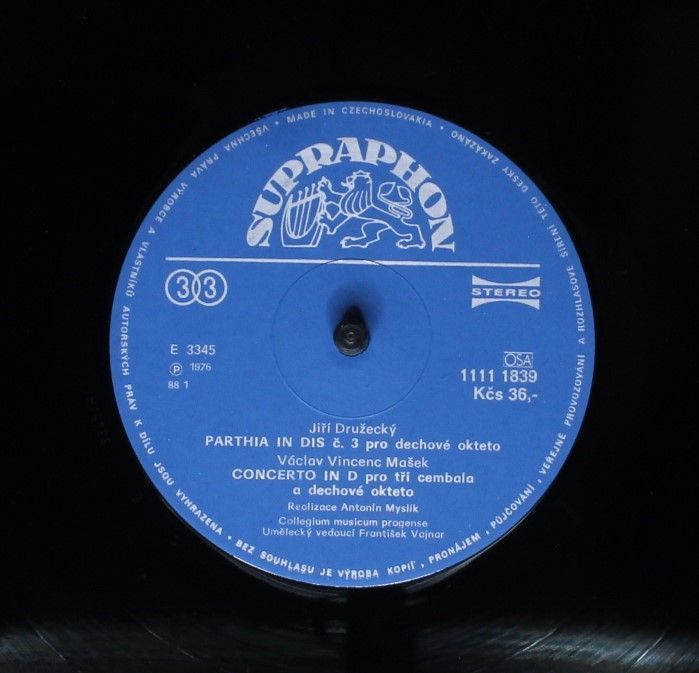 VŠECHNA PRÁVA VÝROBCE A VLASTNÍKŮ AUTORSKÝCH PRÁV K DÍLU JSOU VYHRAZENA • BEZ SOUHLASU JE VÝROBA KOPIÍ, PRONÁJEM, PŮJČOVÁNÍ, VEŘEJNÉ PROVOZOVÁNÍ A ROZHLASOVÉ ŠÍŘENÍ TÉTO DESKY ZAKÁZÁNO • MADE IN CZECHOSLOVAKIA •
SUPRAPHON
33
STEREO
E 3345
Ⓟ 1976
88 1
OSA
1111 1839
Kčs 36,-
Jiří Družecký
PARTHIA IN DIS č. 3 pro dechové okteto
Václav Vincenc Mašek
CONCERTO IN D pro tři cembala
a dechové okteto
Realizace Antonín Myslík
Collegium musicum pragense
Umělecký vedoucí František Vajnar